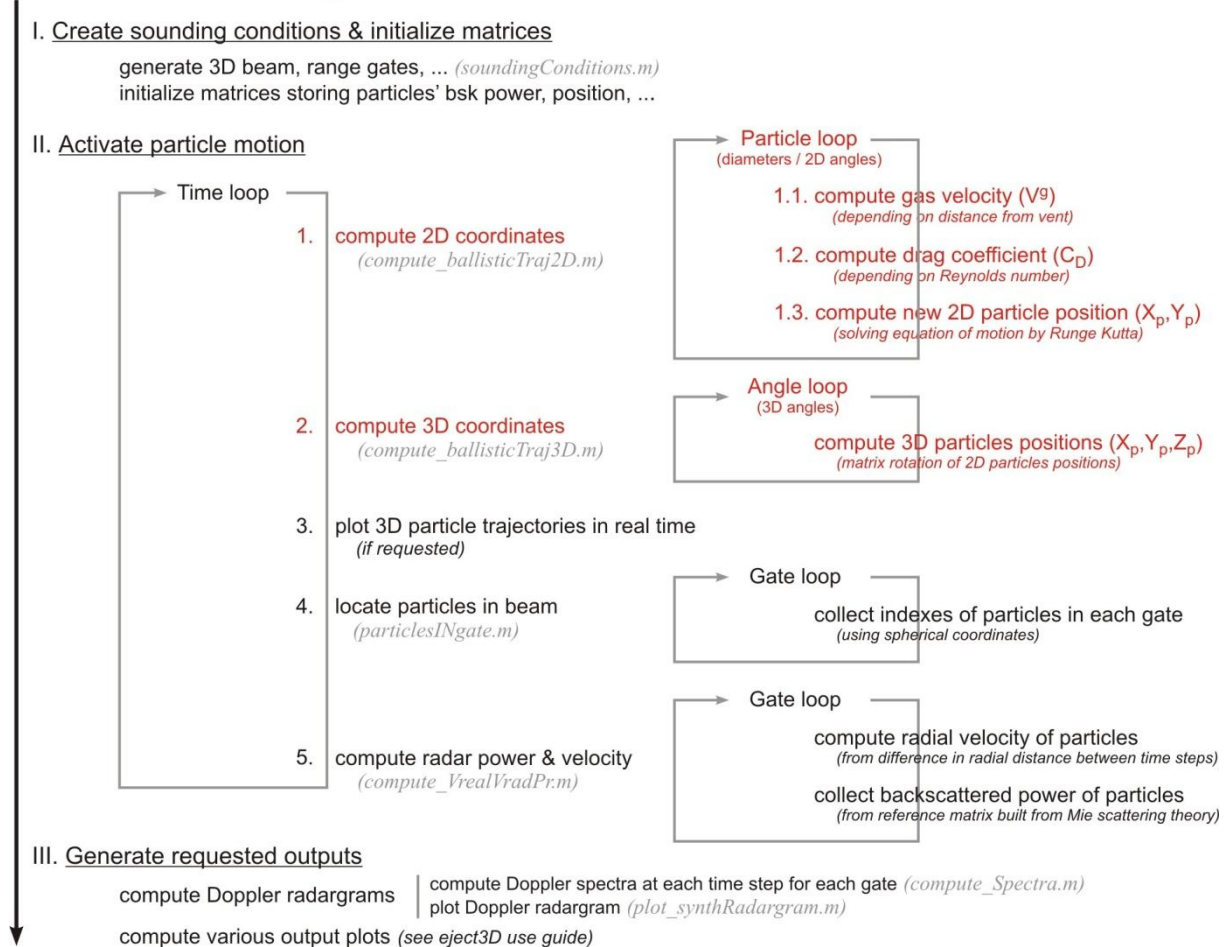 I. Create sounding conditions & initialize matrices
generate 3D beam, range gates, ... (soundingConditions.m)
initialize matrices storing particles' bsk power, position, ...
II. Activate particle motion
Time loop
1. compute 2D coordinates
(compute_ballisticTraj2D.m)
Particle loop
(diameters / 2D angles)
1.1. compute gas velocity (Vg)
(depending on distance from vent)
1.2. compute drag coefficient (CD)
(depending on Reynolds number)
1.3. compute new 2D particle position (Xp,Yp)
(solving equation of motion by Runge Kutta)
2. compute 3D coordinates
(compute_ballisticTraj3D.m)
Angle loop
(3D angles)
compute 3D particles positions (Xp,Yp,Zp)
(matrix rotation of 2D particles positions)
3. plot 3D particle trajectories in real time
(if requested)
4. locate particles in beam
(particlesINgate.m)
Gate loop
collect indexes of particles in each gate
(using spherical coordinates)
5. compute radar power & velocity
(compute_VrealVradPr.m)
Gate loop
compute radial velocity of particles
(from difference in radial distance between time steps)
collect backscattered power of particles
(from reference matrix built from Mie scattering theory)
III. Generate requested outputs
compute Doppler radargrams
compute Doppler spectra at each time step for each gate (compute_Spectra.m)
plot Doppler radargram (plot_synthRadargram.m)
compute various output plots (see eject3D use guide)